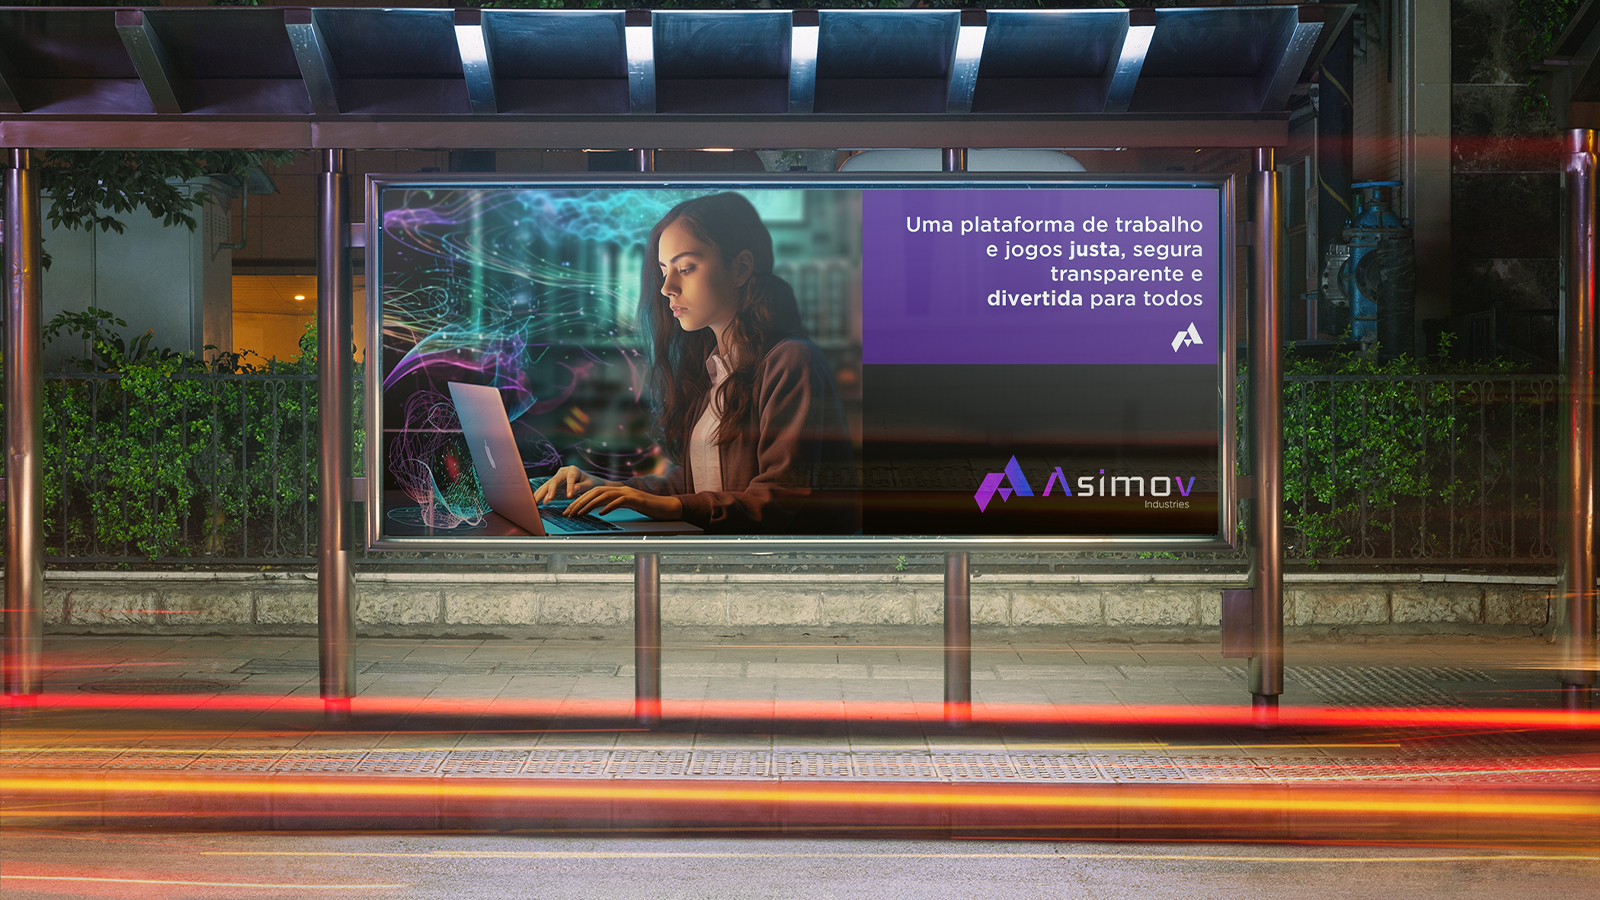 Uma plataforma de trabalho
e jogos justa, segura
transparente e
divertida para todos
Asimov
Industries